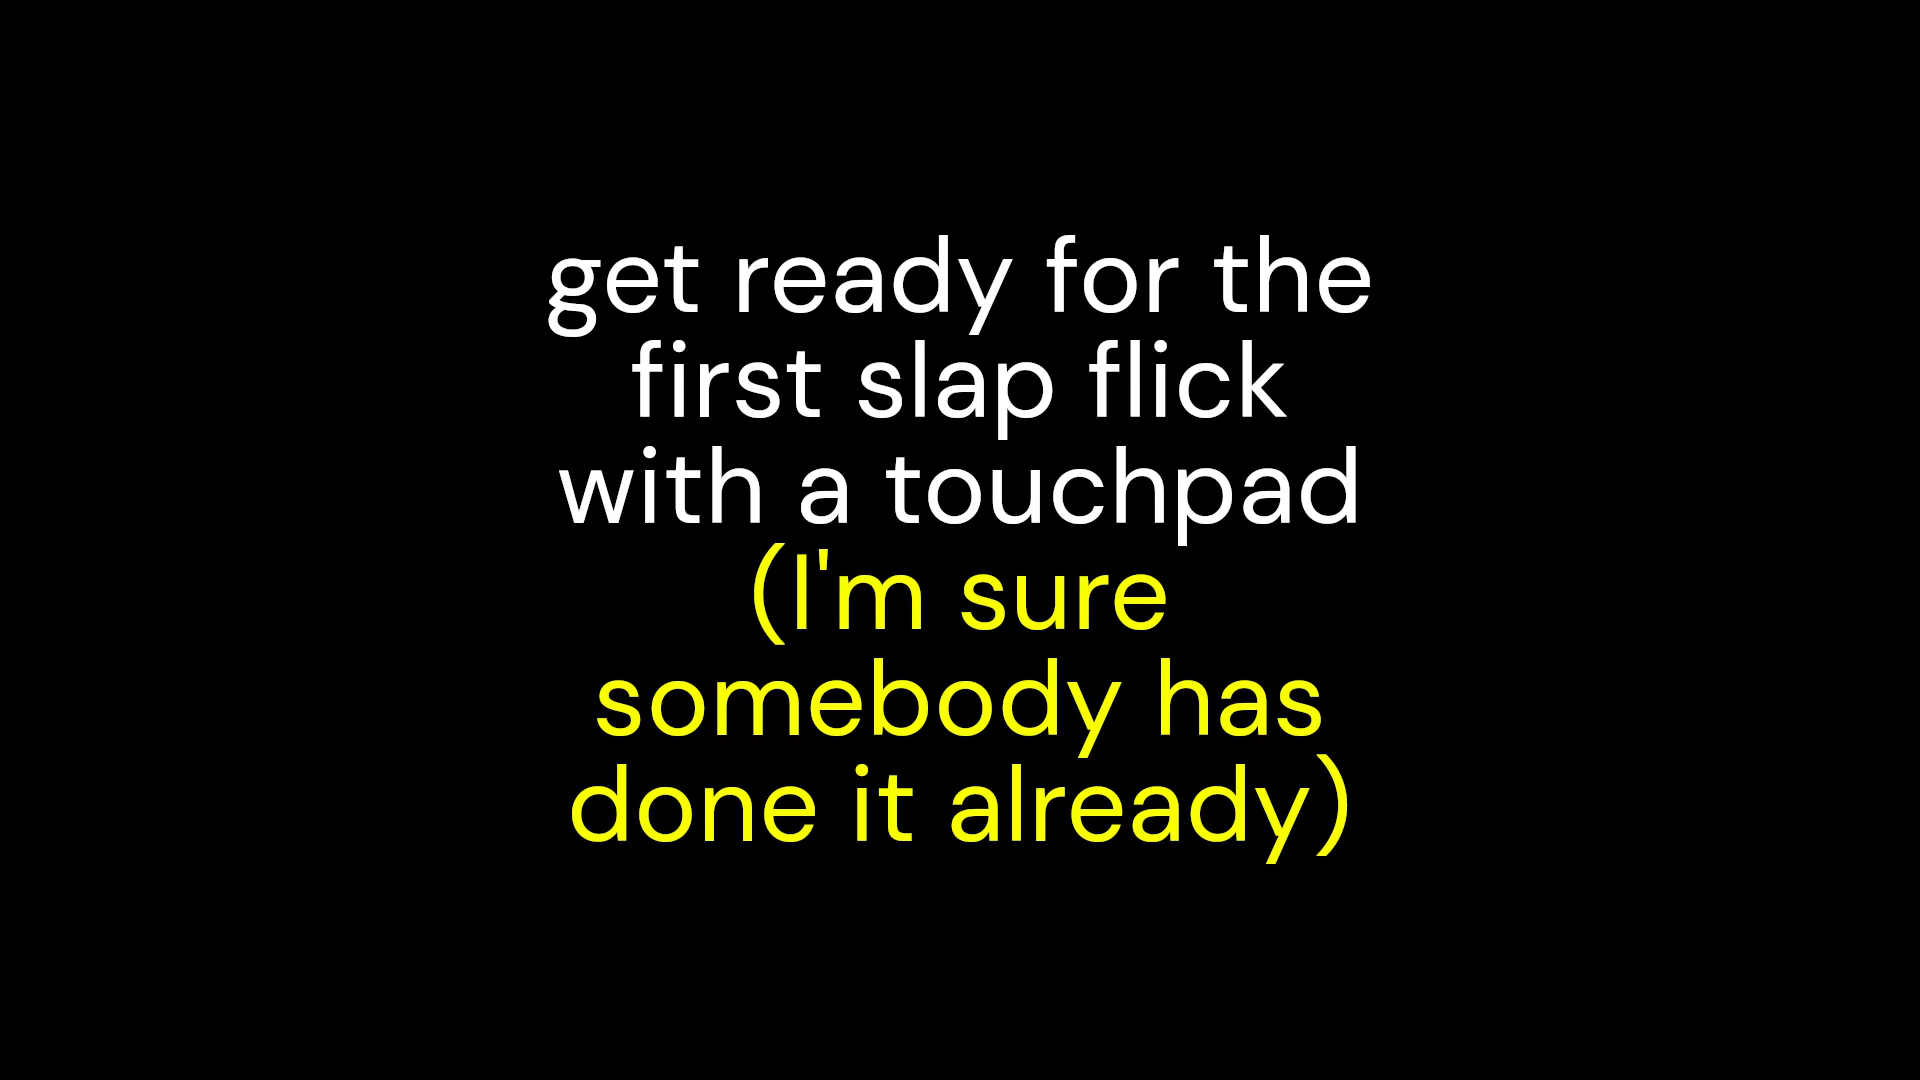 get ready for the
first slap flick
with a touchpad
(I'm sure
somebody has
done it already)